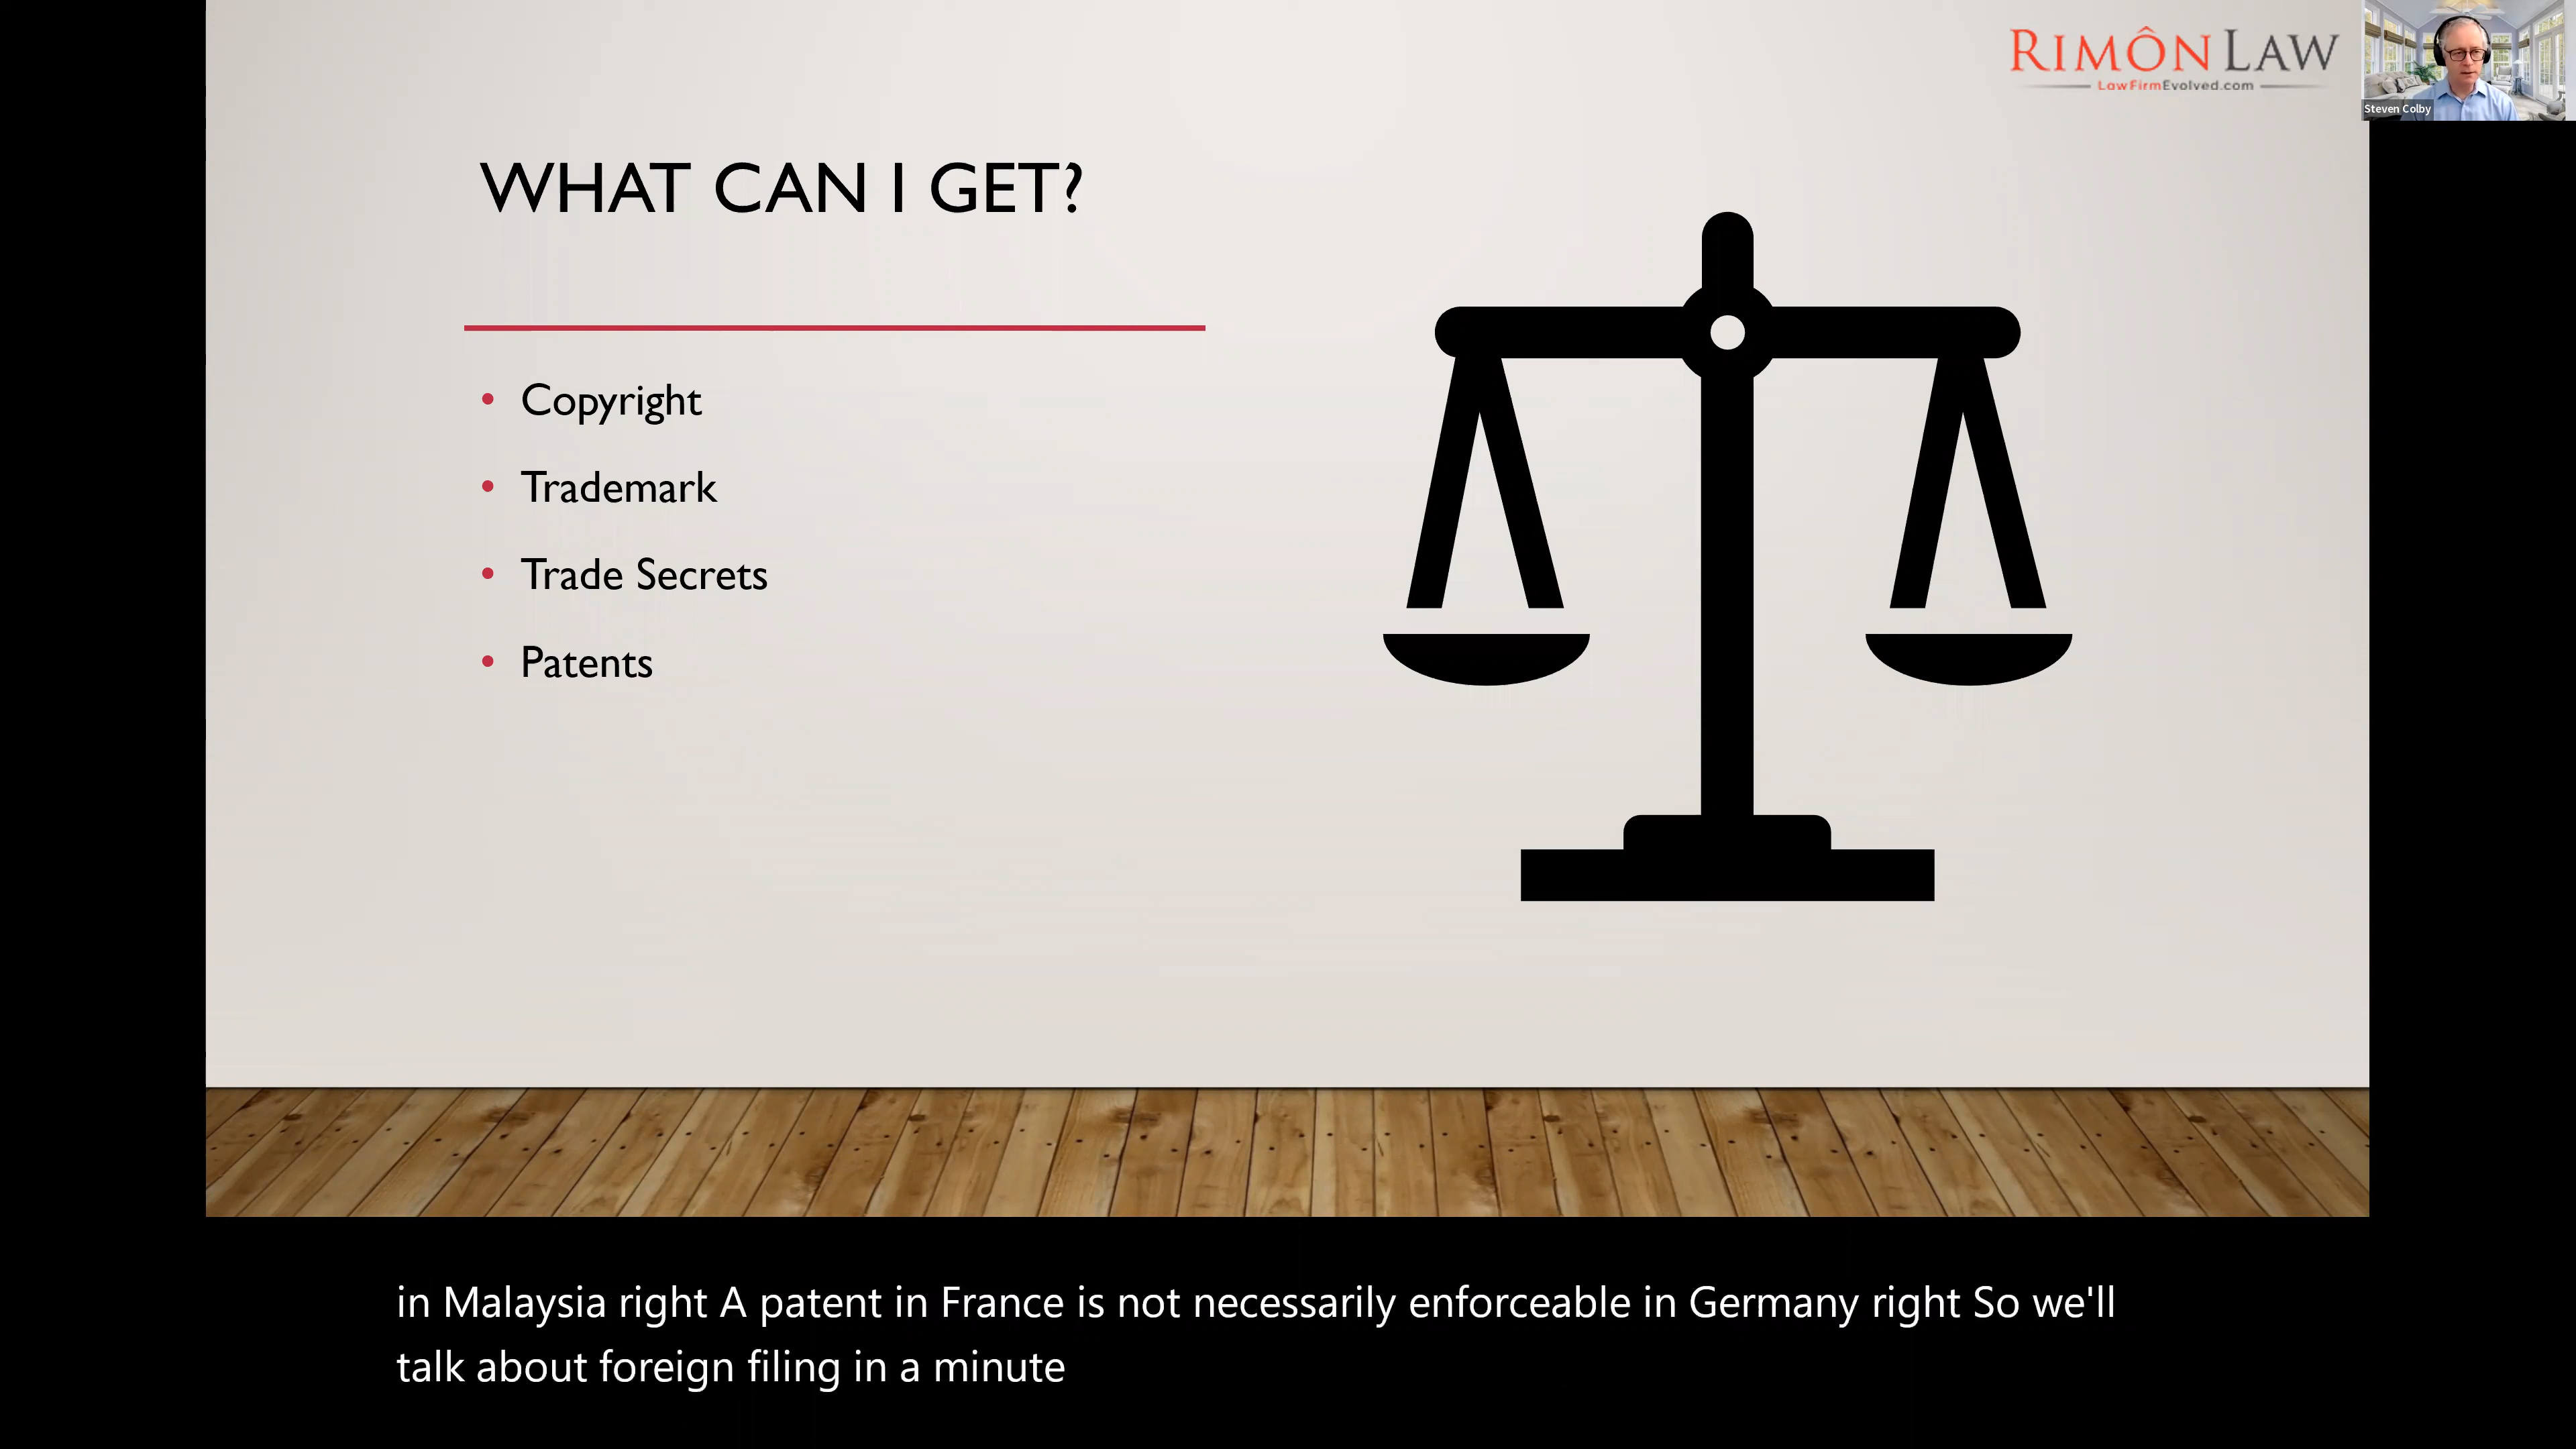 RIMÔN LAW
LawFirmEvolved.com
Steven Colby
WHAT CAN I GET?
• Copyright
• Trademark
• Trade Secrets
• Patents
in Malaysia right A patent in France is not necessarily enforceable in Germany right So we'll
talk about foreign filing in a minute